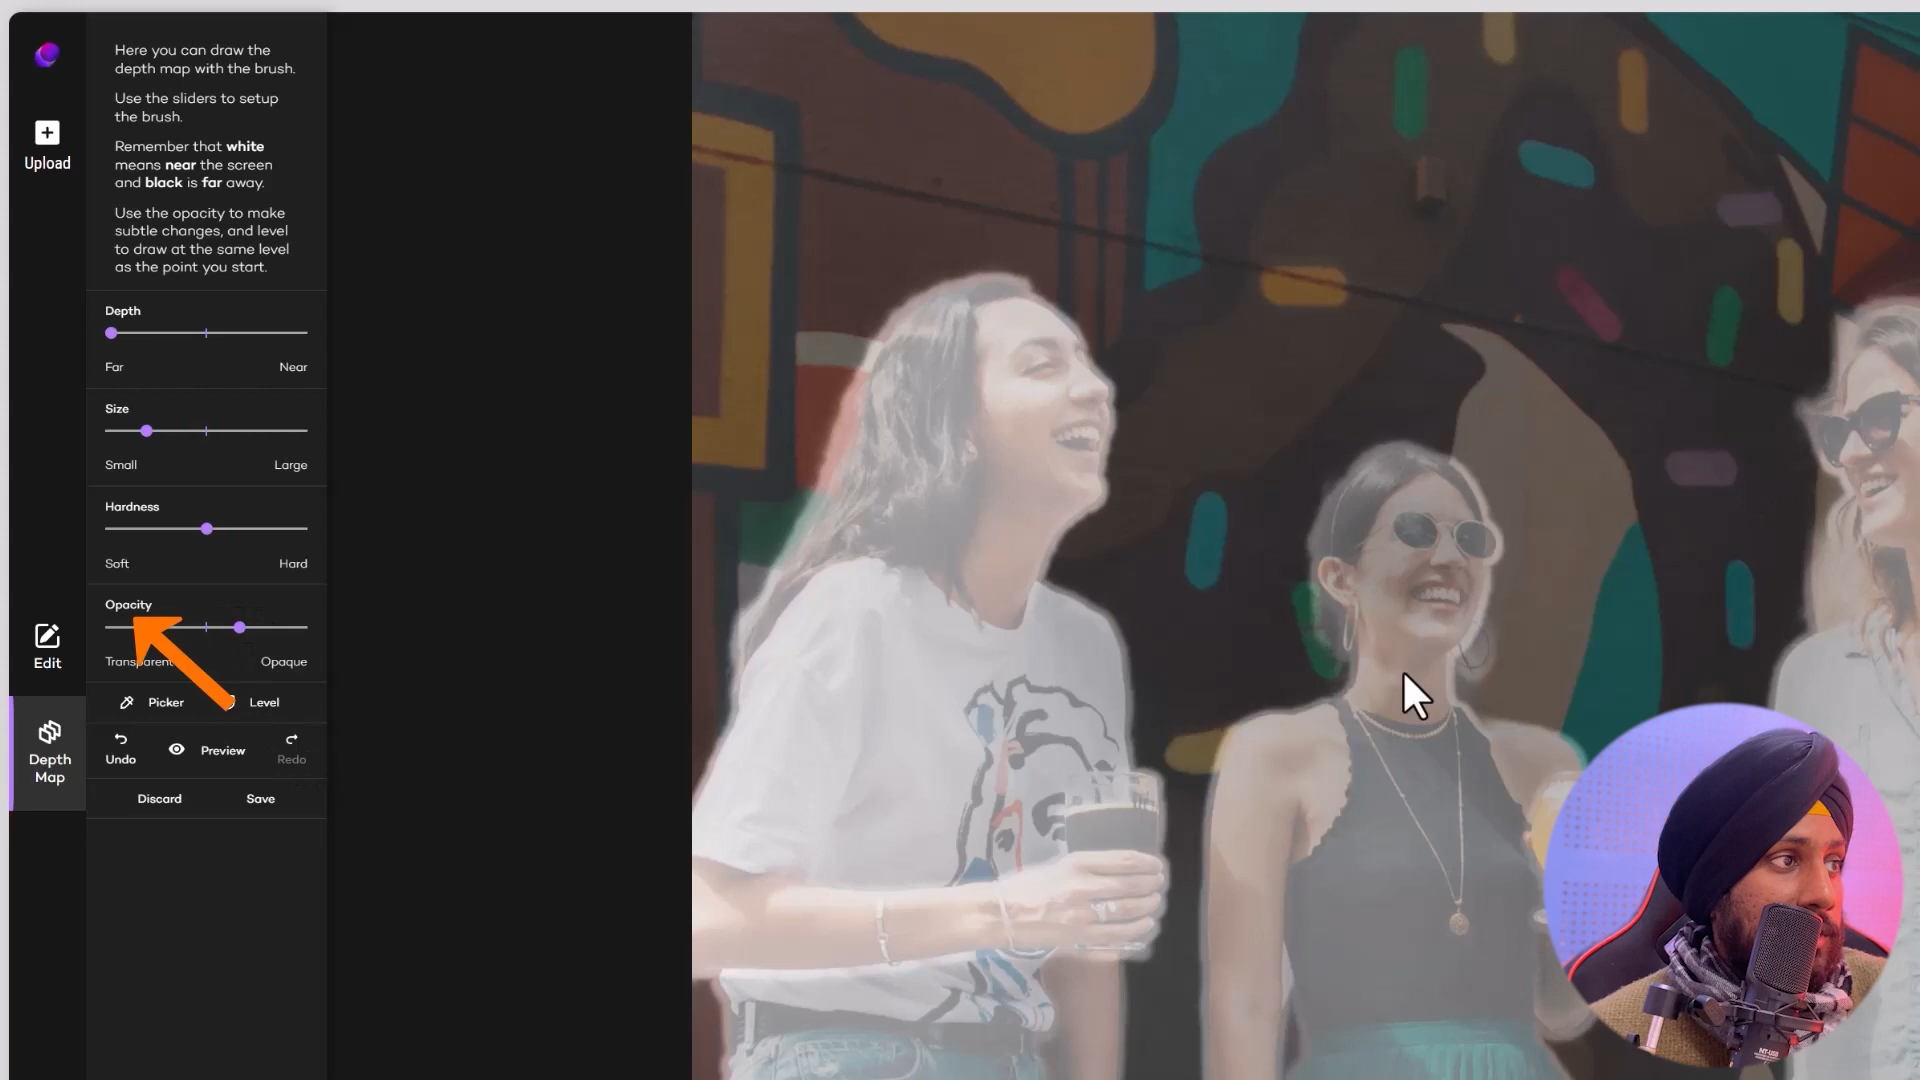 Here you can draw the
depth map with the brush.
Use the sliders to setup
the brush.
Remember that white
means near the screen
and black is far away.
Use the opacity to make
subtle changes, and level
to draw at the same level
as the point you start.
Upload
Depth
Far Near
Size
Small Large
Hardness
Soft Hard
Opacity
Transparent Opaque
Picker Level
Undo Preview Redo
Discard Save
Edit
Depth
Map
NT-USB